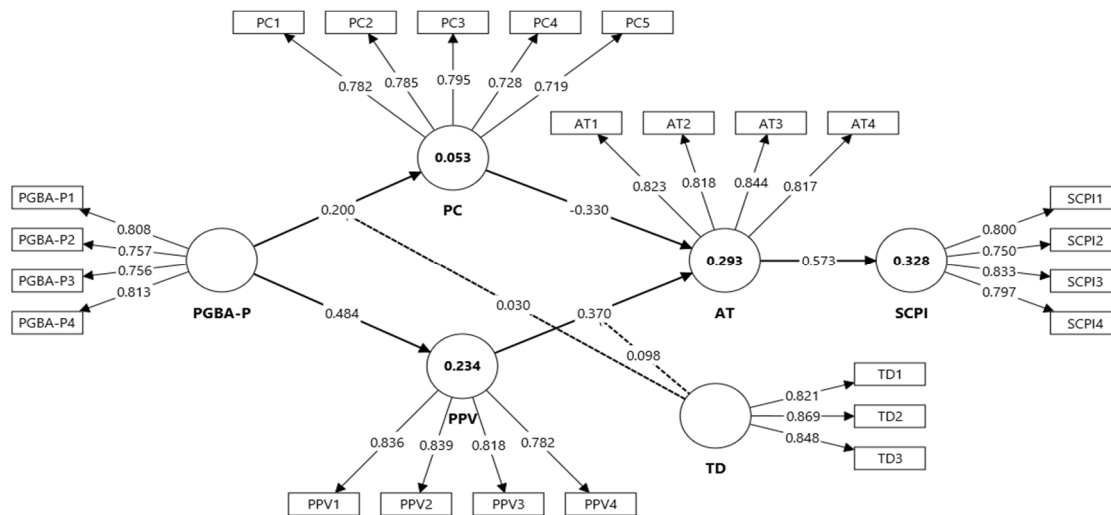 PC1 PC2 PC3 PC4 PC5
0.782 0.785 0.795 0.728 0.719
AT1 AT2 AT3 AT4
0.823 0.818 0.844 0.817
0.053
PC
PGBA-P1
PGBA-P2
PGBA-P3
PGBA-P4
0.808
0.757
0.756
0.813
PGBA-P
0.200
-0.330
0.484
0.030
0.370
0.098
0.293
AT
0.573
0.328
SCPI
0.800
0.750
0.833
0.797
SCPI1
SCPI2
SCPI3
SCPI4
0.234
PPV
0.836 0.839 0.818 0.782
PPV1 PPV2 PPV3 PPV4
TD
0.821
0.869
0.848
TD1
TD2
TD3